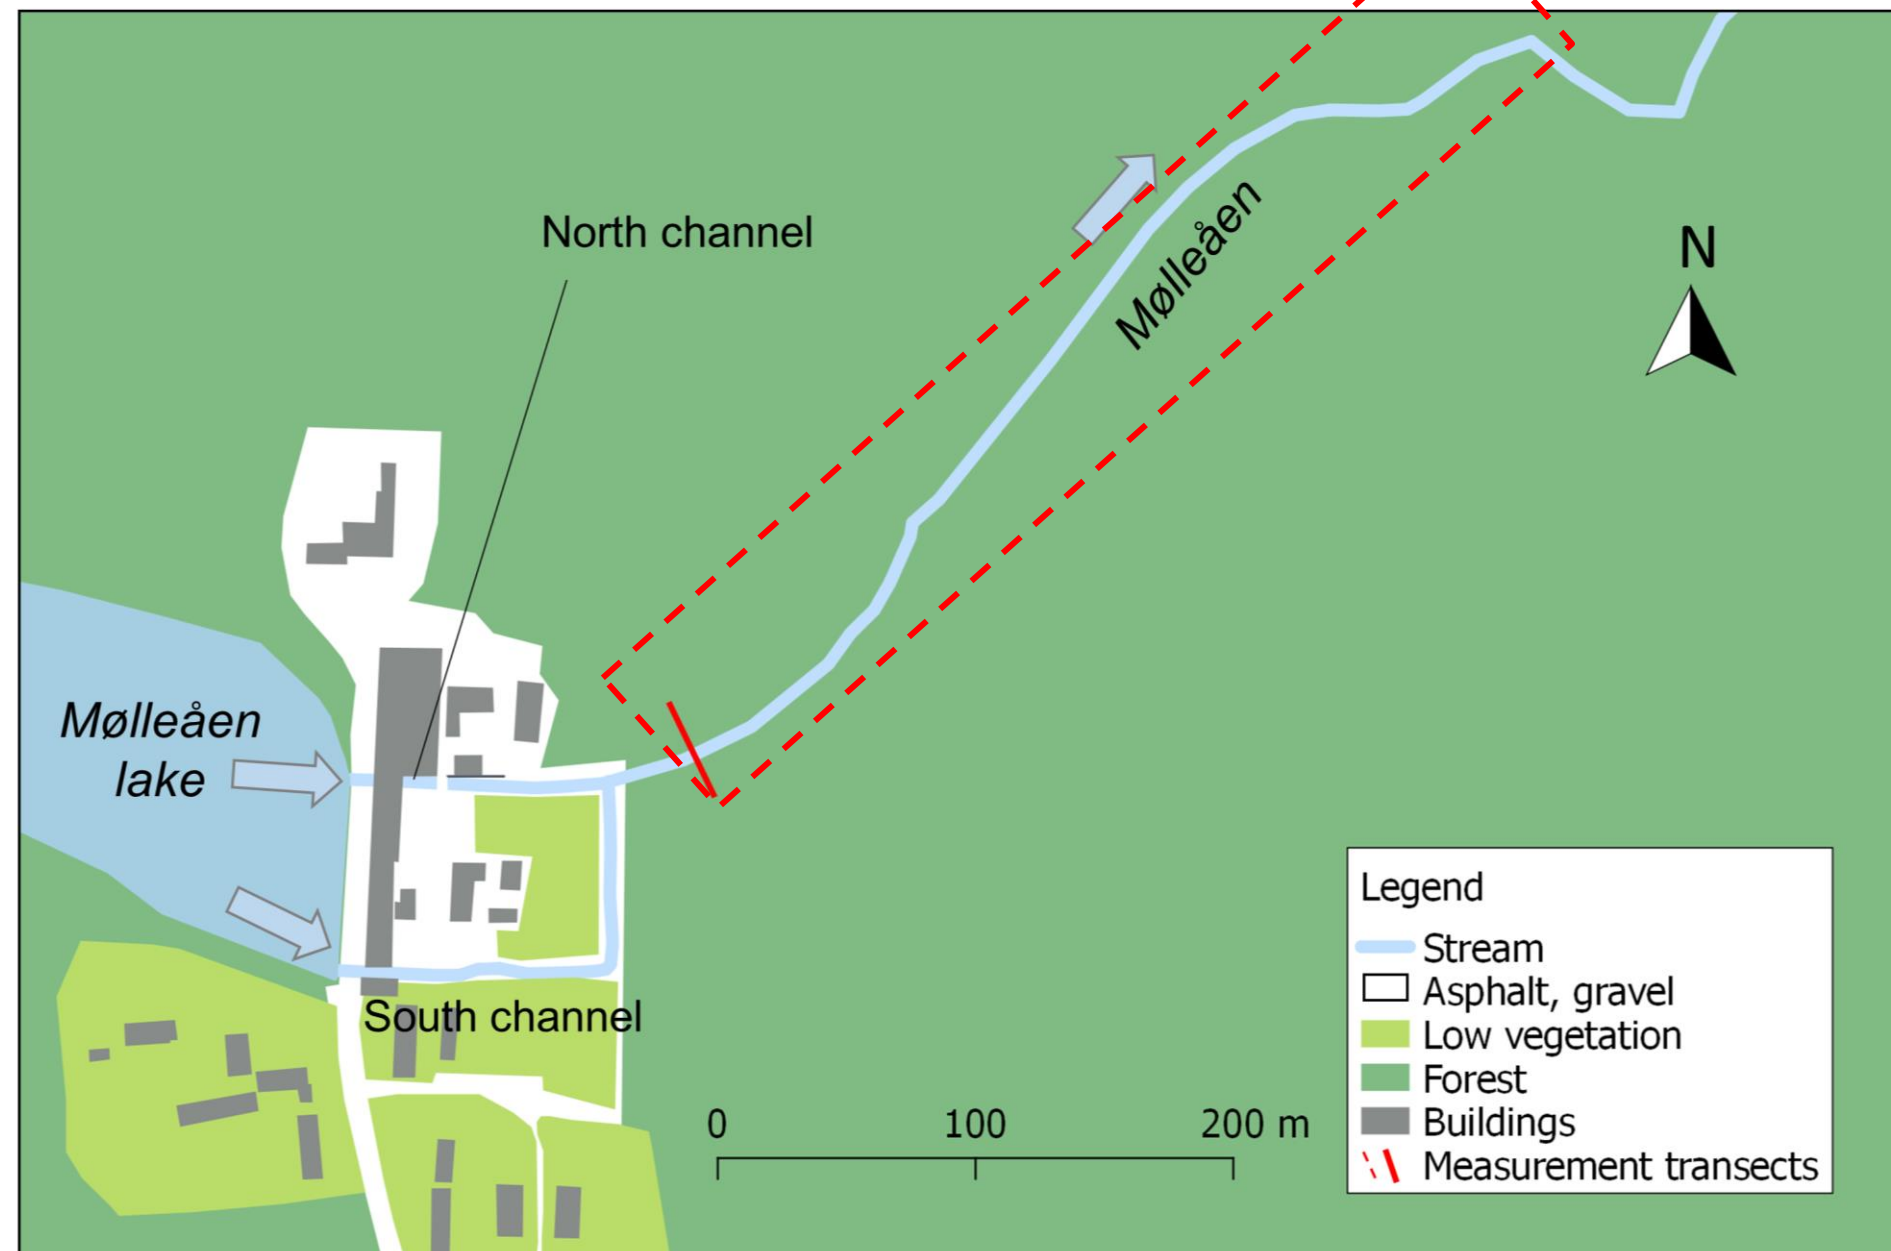 North channel
Mølleåen
N
Mølleåen
lake
South channel
0 100 200 m
Legend
Stream
Asphalt, gravel
Low vegetation
Forest
Buildings
Measurement transects